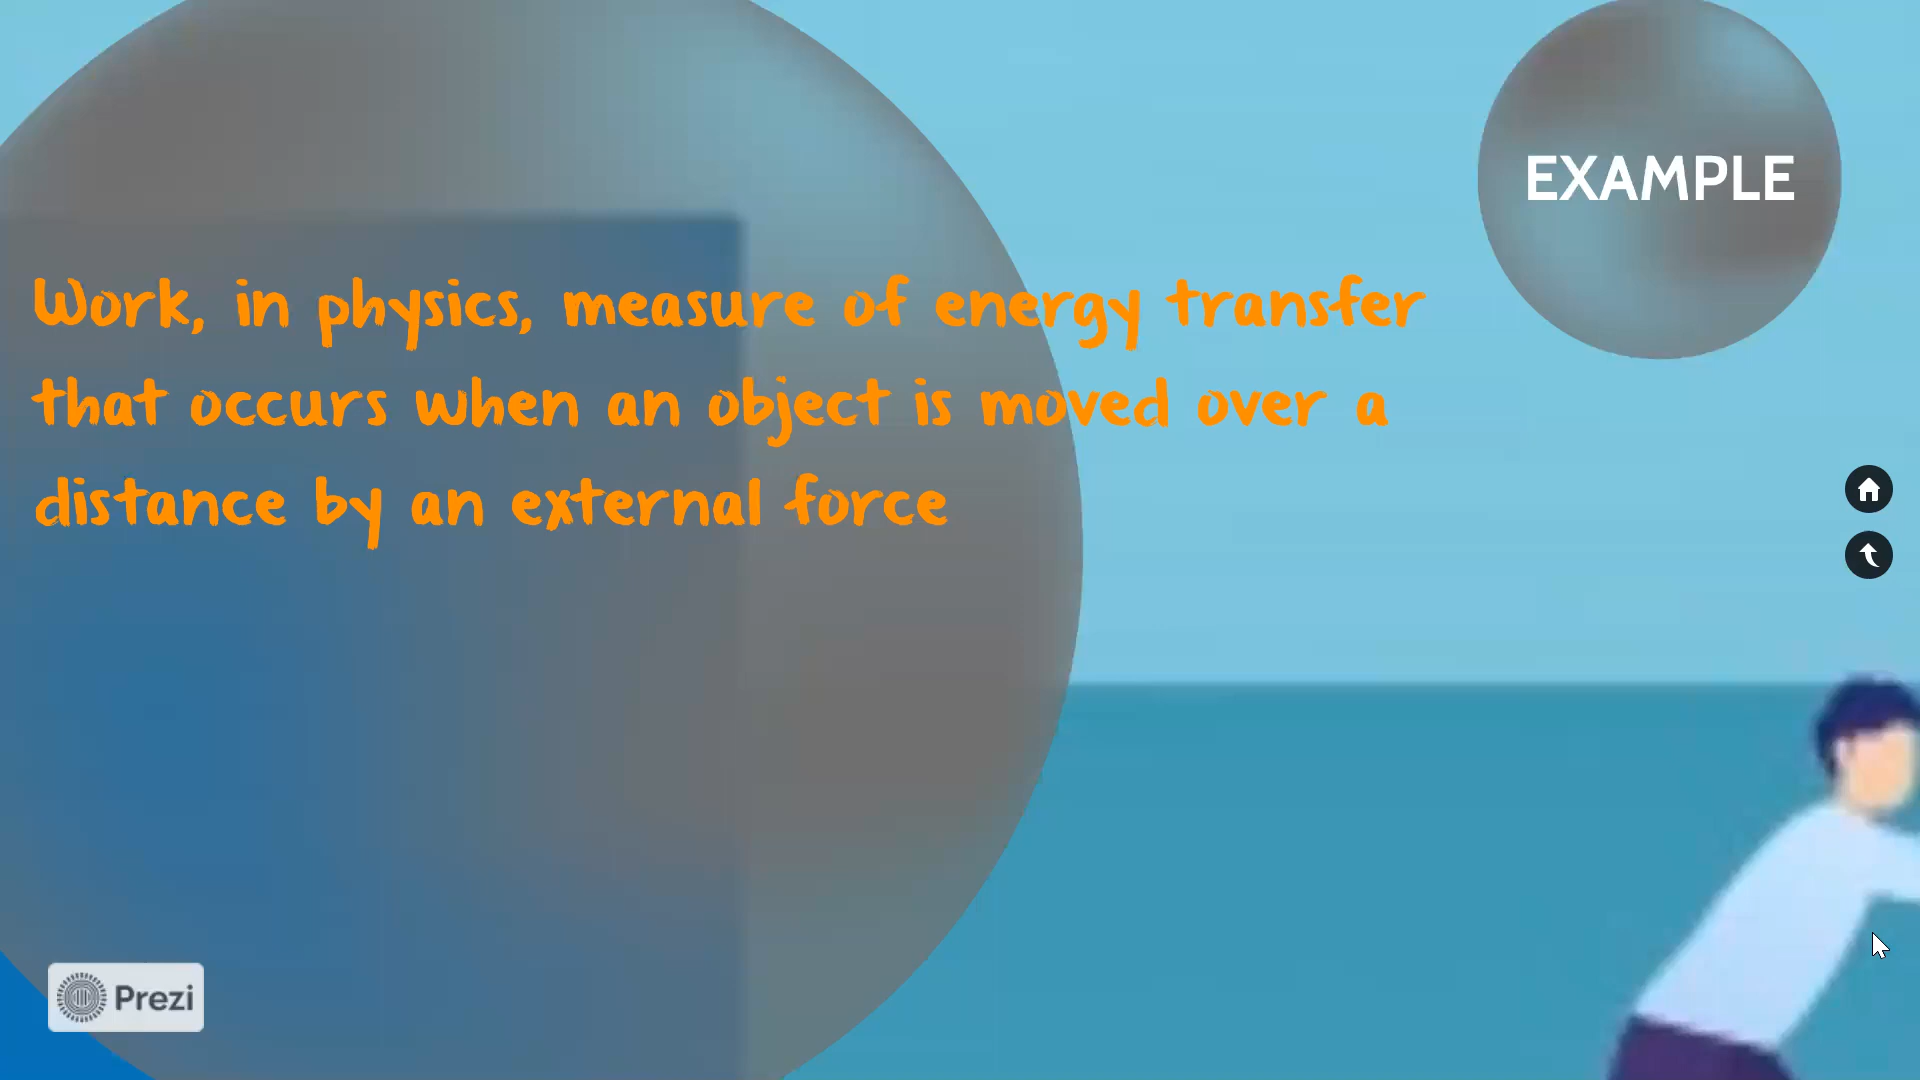 EXAMPLE
Work, in physics, measure of energy transfer
that occurs when an object is moved over a
distance by an external force
Prezi